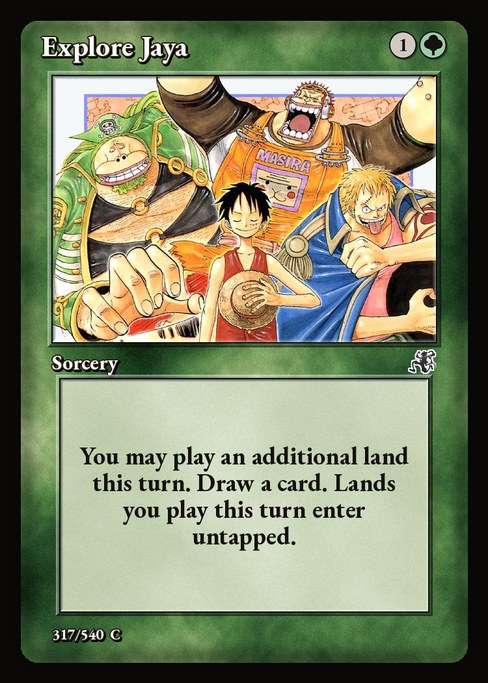 Explore Jaya
1
MASIRA
Sorcery
You may play an additional land
this turn. Draw a card. Lands
you play this turn enter
untapped.
317/540 C